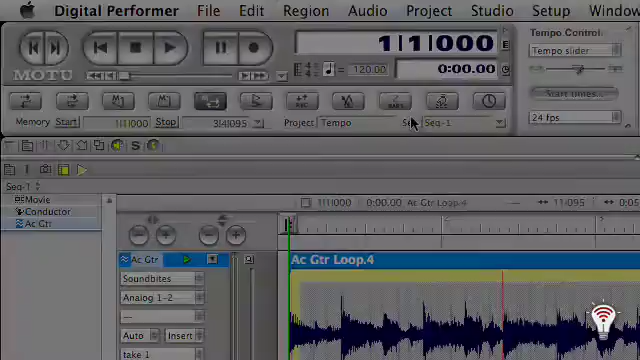 Digital Performer File Edit Region Audio Project Studio Setup Window
1|1|000
Tempo Control:
Tempo slider
MOTU
120.00
0:00.00
Start times...
Memory Start 1|1|000 Stop 3|4|095
Project Tempo
Seq-1
24 fps
S
Seq-1
Movie
Conductor
Ac Gtr
1|1|000 0:00.00 Ac Gtr Loop.4
Ac Gtr
Ac Gtr Loop.4
Soundbites
Analog 1-2
---
Auto Insert
take 1